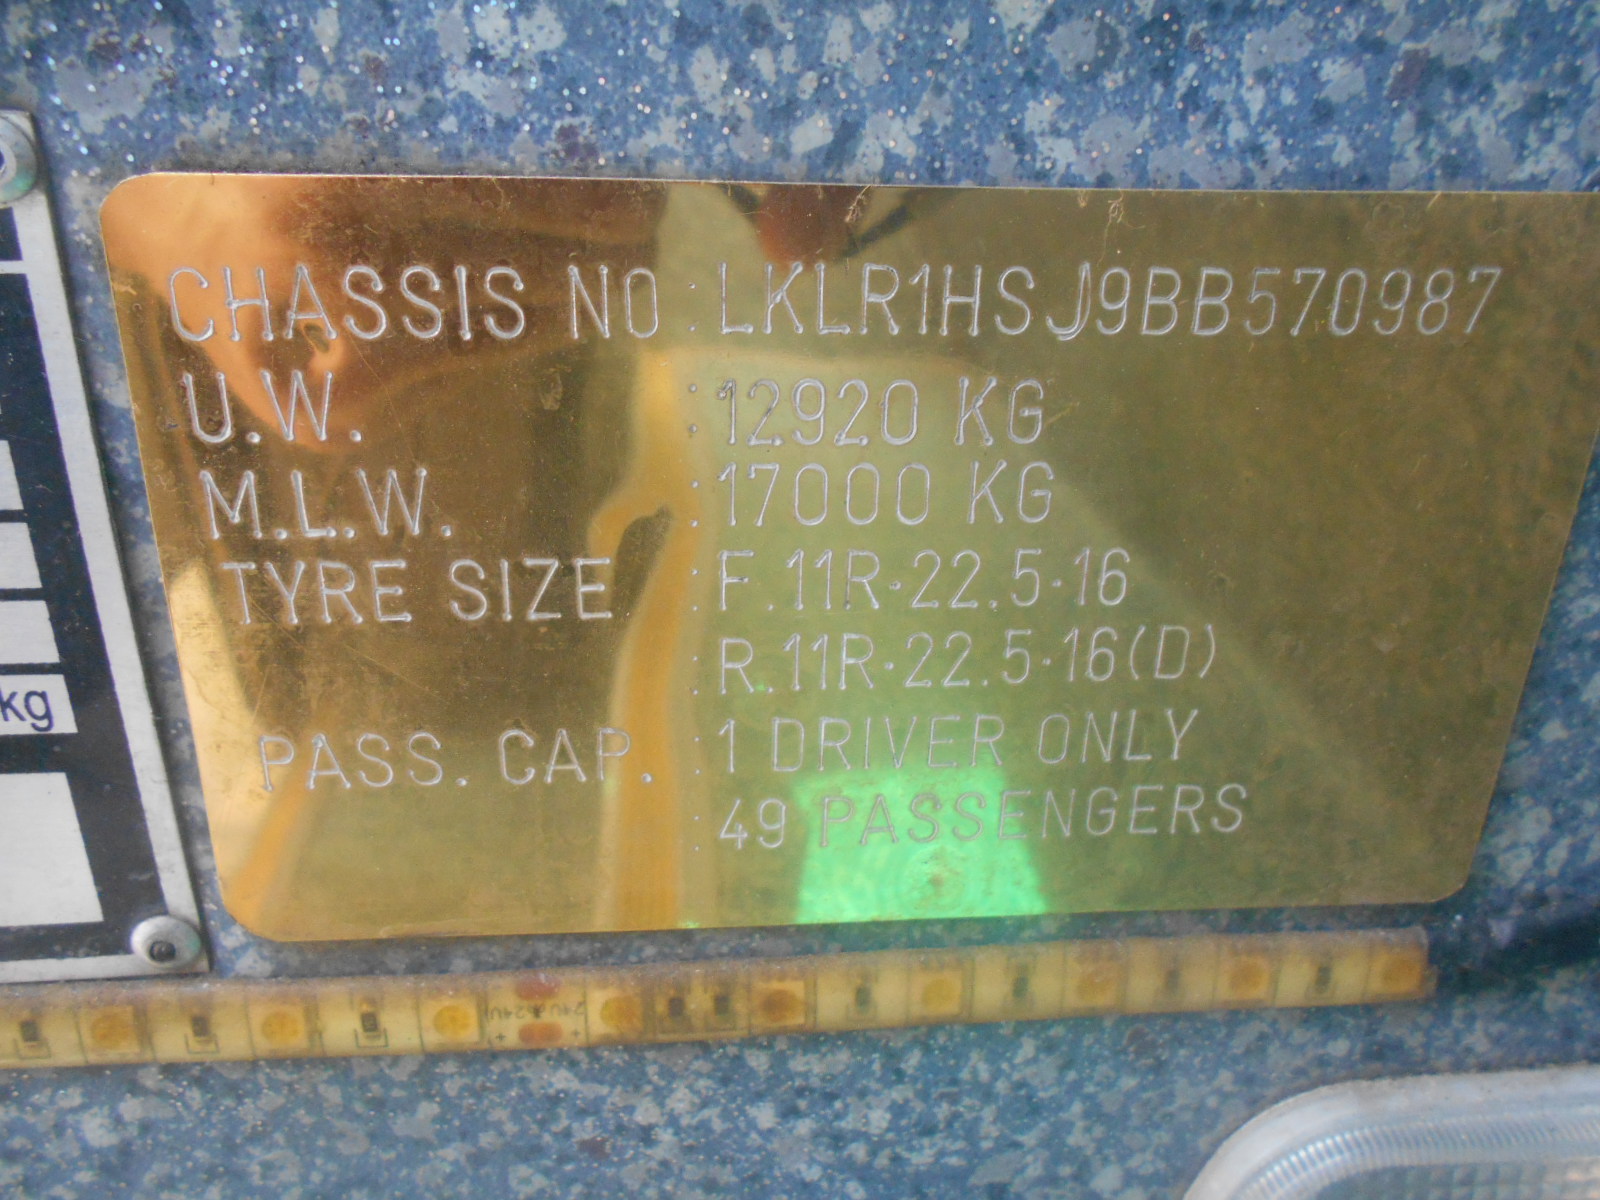 CHASSIS NO : LKLR1HSJ9BB570987
U.W. : 12920 KG
M.L.W. : 17000 KG
TYRE SIZE : F.11R-22.5-16
: R.11R-22.5-16(D)
PASS. CAP. : 1 DRIVER ONLY
: 49 PASSENGERS
kg